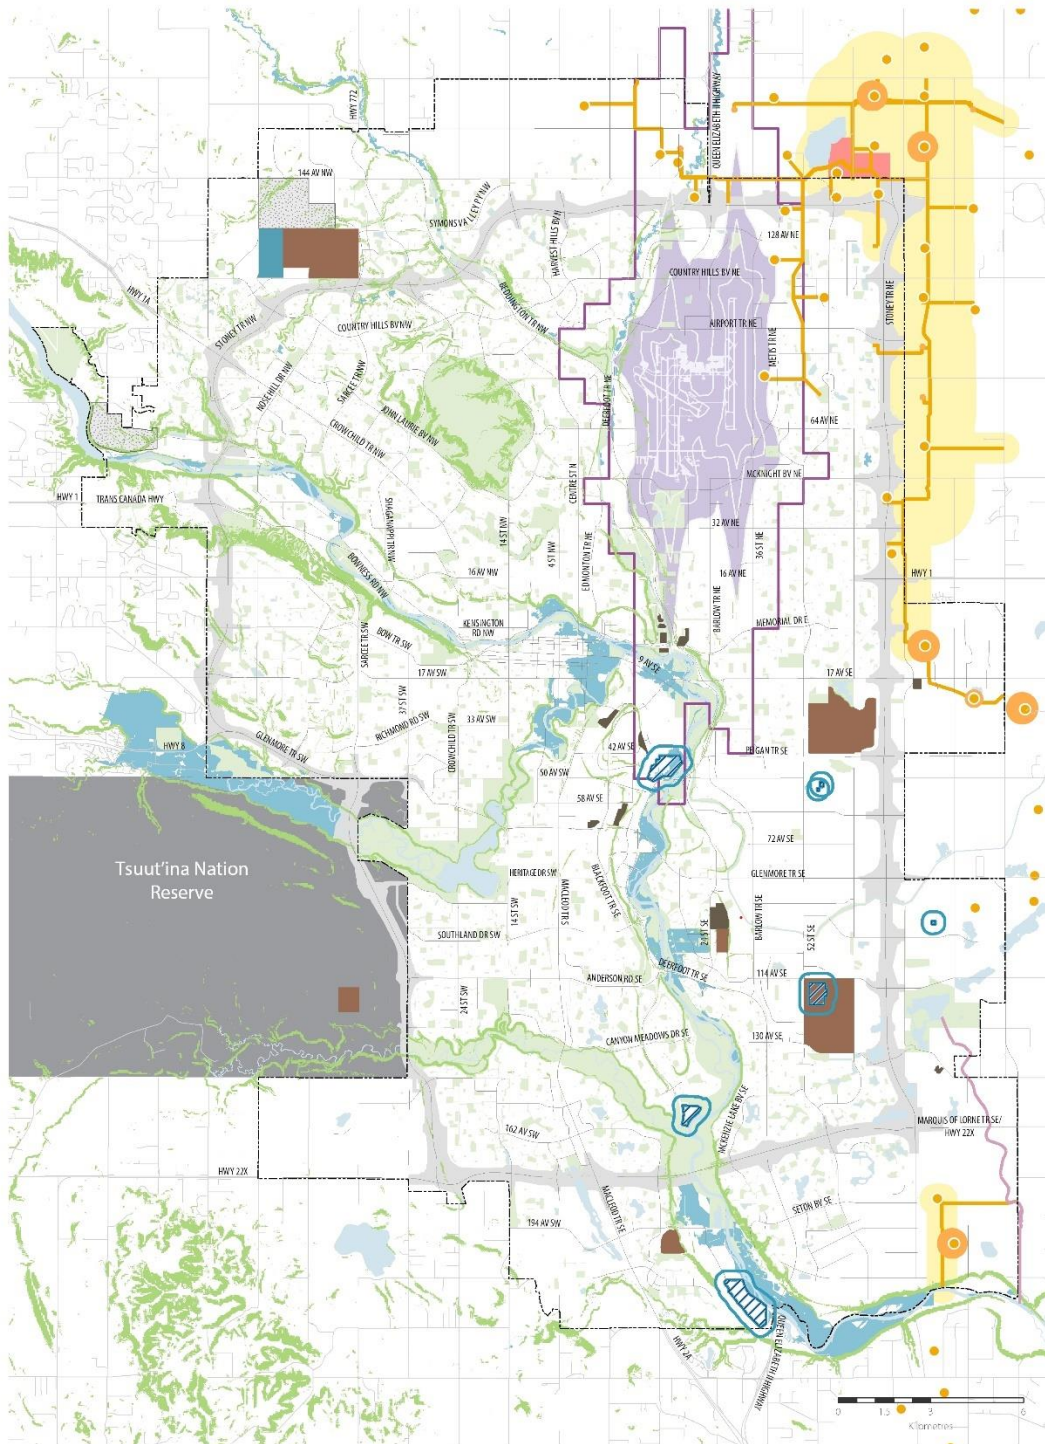 HWY 772
QUEEN ELIZABETH II HIGHWAY
144 AV NW
SYMONS VALLEY PY NW
HARVEST HILLS BV N
128 AV NE
COUNTRY HILLS BV NE
HWY 1A
BEDDINGTON TR NW
STONEY TR NE
STONEY TR NW
COUNTRY HILLS BV NW
AIRPORT TR NE
METIS TR NE
SARCEE TR NW
NOSE HILL DR NW
DEERFOOT TR NE
JOHN LAURIE BV NW
CROWCHILD TR NW
64 AV NE
CENTRE ST N
MCKNIGHT BV NE
HWY 1
TRANS CANADA HWY
SHAGANAPPI TR NW
14 ST NW
32 AV NE
36 ST NE
4 ST NW
EDMONTON TR NE
16 AV NW
16 AV NE
HWY 1
BOWNESS RD NW
BARLOW TR NE
KENSINGTON
RD NW
MEMORIAL DR E
BOW TR SW
SARCEE TR SW
17 AV SW
9 AV SE
17 AV SE
37 ST SW
33 AV SW
RICHMOND RD SW
CROWCHILD TR SW
GLENMORE TR SW
HWY 8
42 AV SE
PEIGAN TR SE
50 AV SW
58 AV SE
72 AV SE
Tsuut'ina Nation
Reserve
HERITAGE DR SW
BLACKFOOT TR SE
GLENMORE TR SE
MACLEOD TR S
14 ST SW
BARLOW TR SE
52 ST SE
SOUTHLAND DR SW
DEERFOOT TR SE
114 AV SE
ANDERSON RD SE
24 ST SW
CANYON MEADOWS DR SE
130 AV SE
MCKENZIE LAKE BV SE
MARQUIS OF LORNE TR SE/
HWY 22X
162 AV SW
HWY 22X
MACLEOD TR SE
SETON BV SE
194 AV SW
QUEEN ELIZABETH II HIGHWAY
HWY 2A
0 1.5 3 6
Kilometres